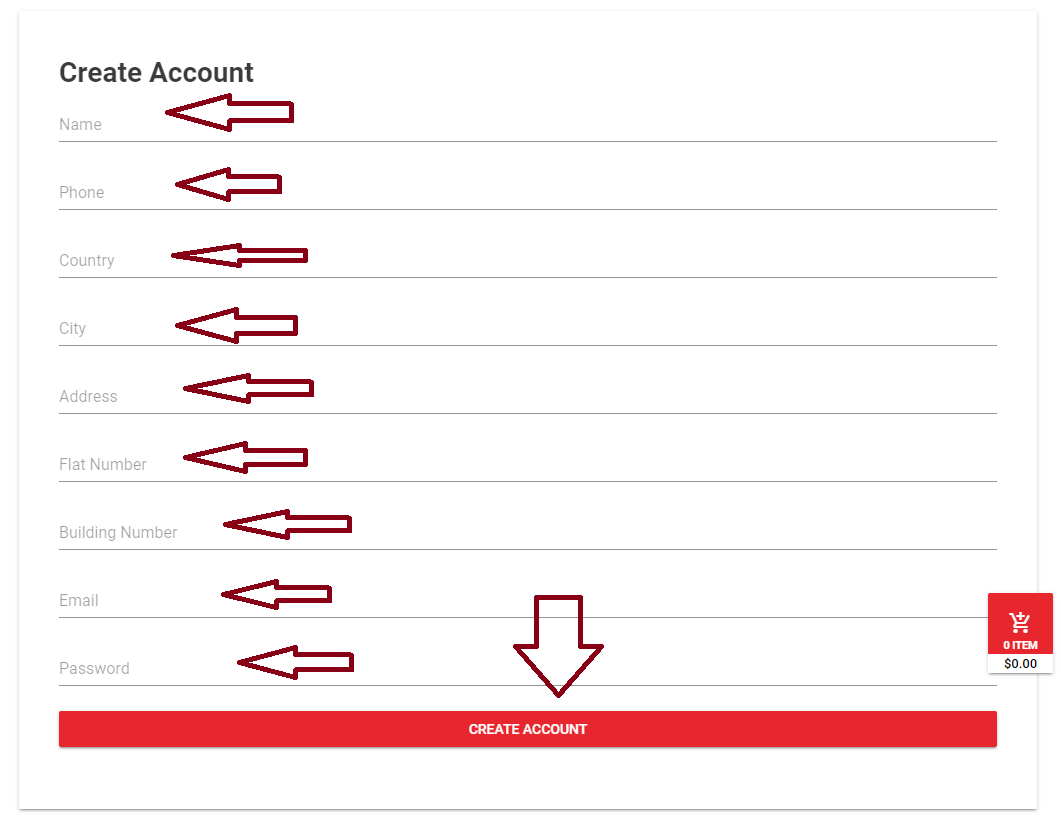 Create Account
Name
Phone
Country
City
Address
Flat Number
Building Number
Email
Password
CREATE ACCOUNT
0 ITEM
$0.00